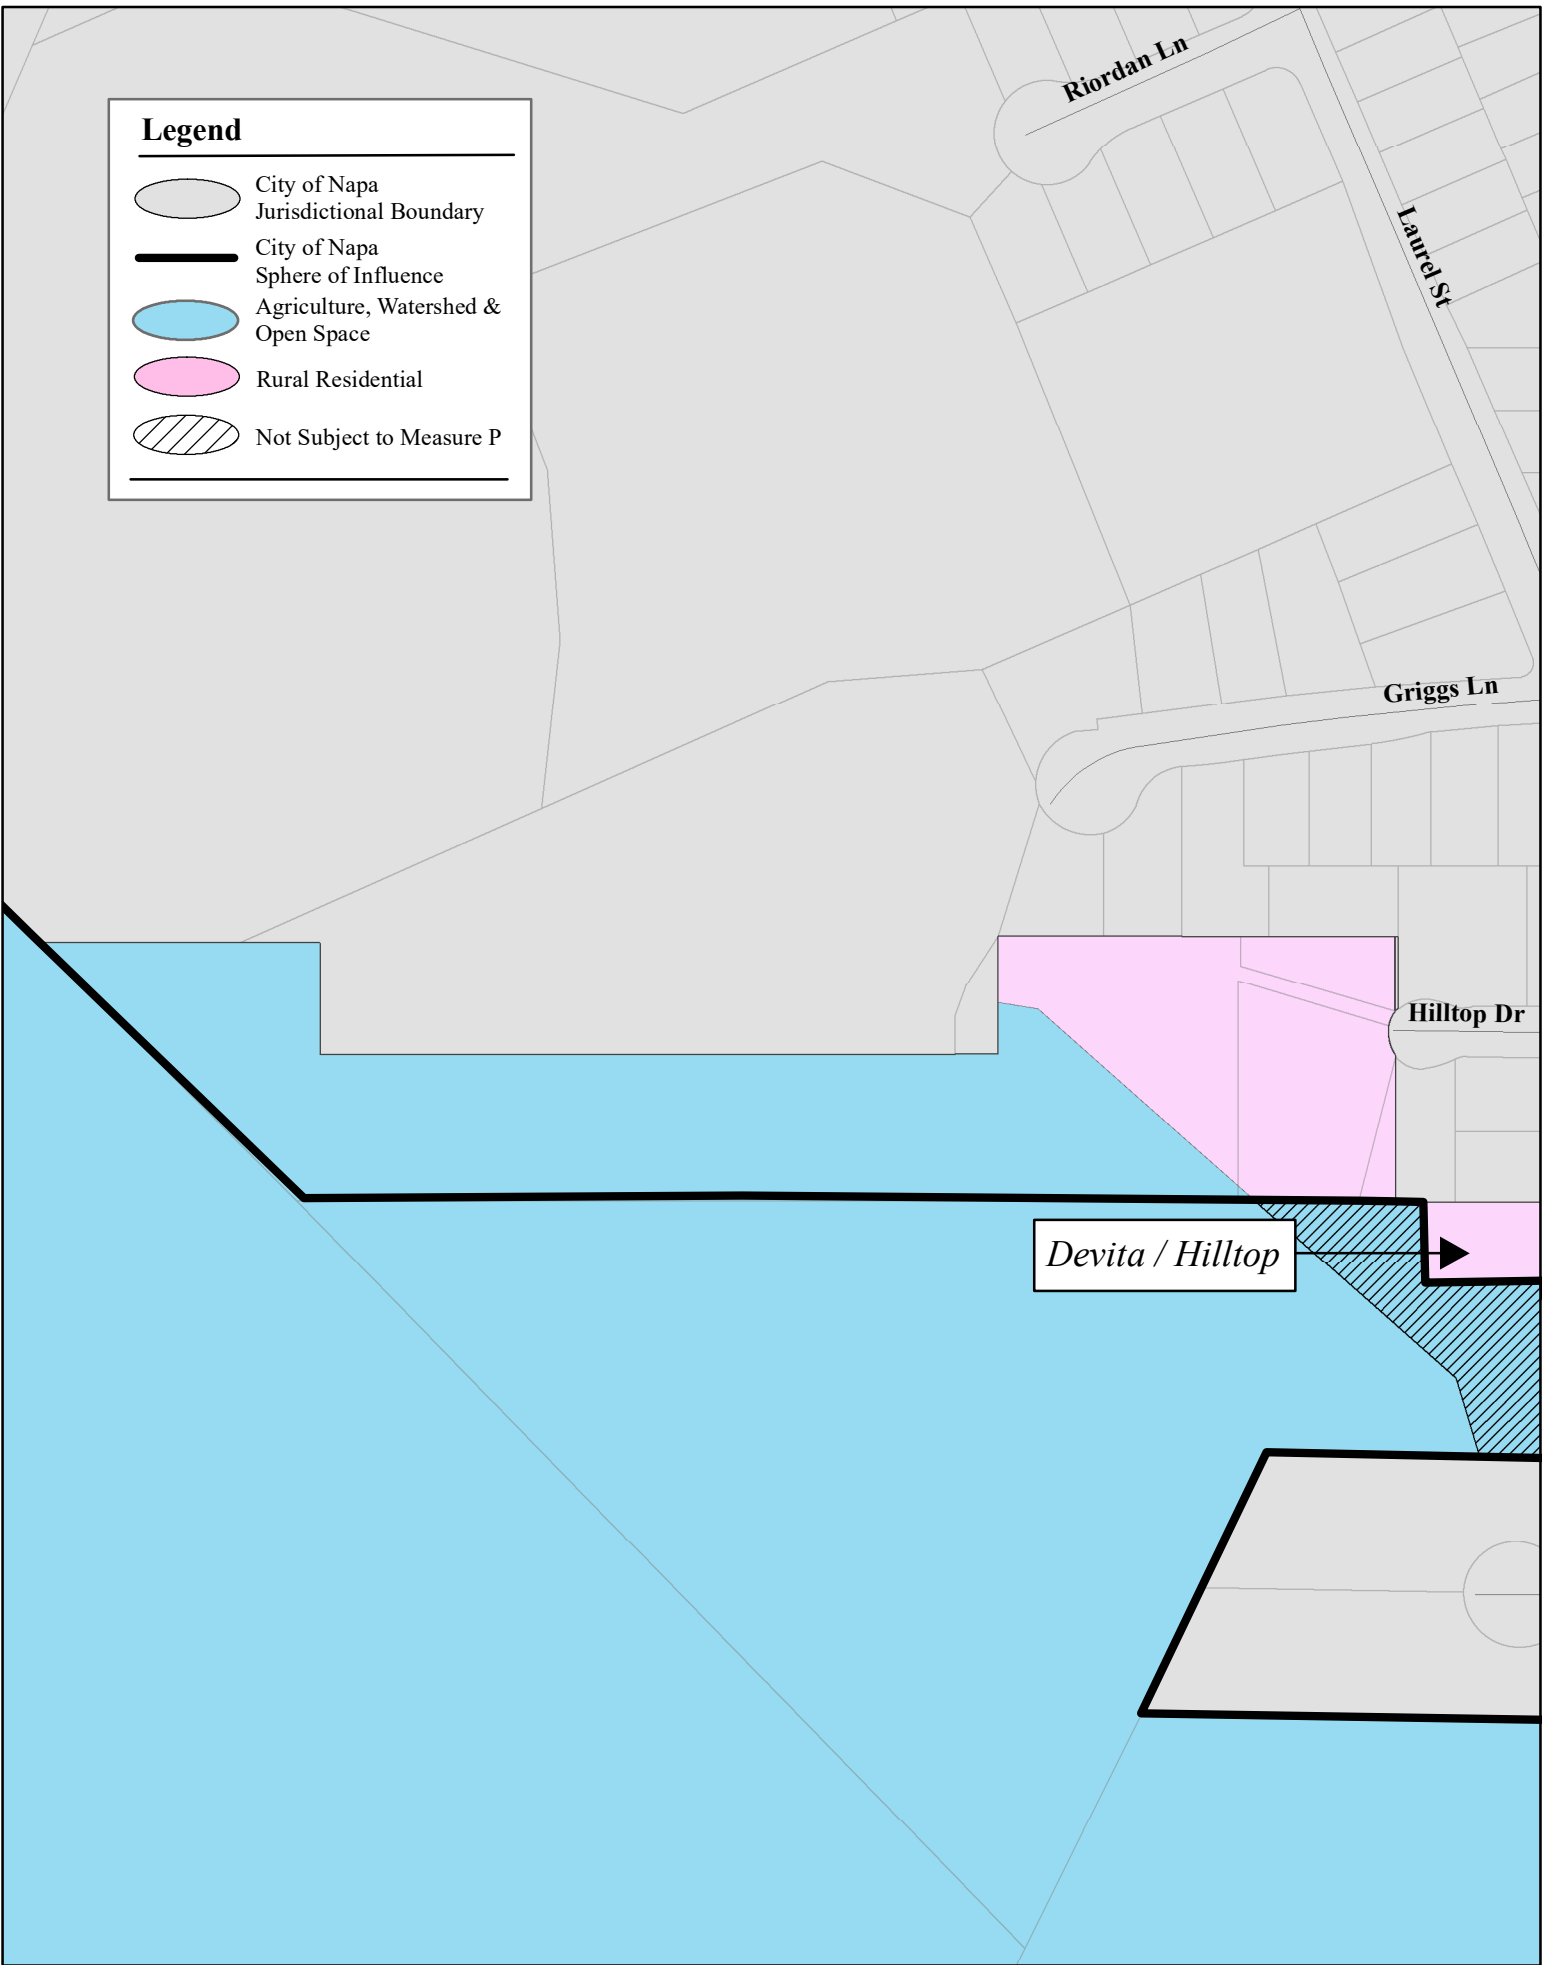 Riordan Ln
Legend
City of Napa
Jurisdictional Boundary
City of Napa
Sphere of Influence
Agriculture, Watershed &
Open Space
Rural Residential
Not Subject to Measure P
Laurel St
Griggs Ln
Hilltop Dr
Devita / Hilltop